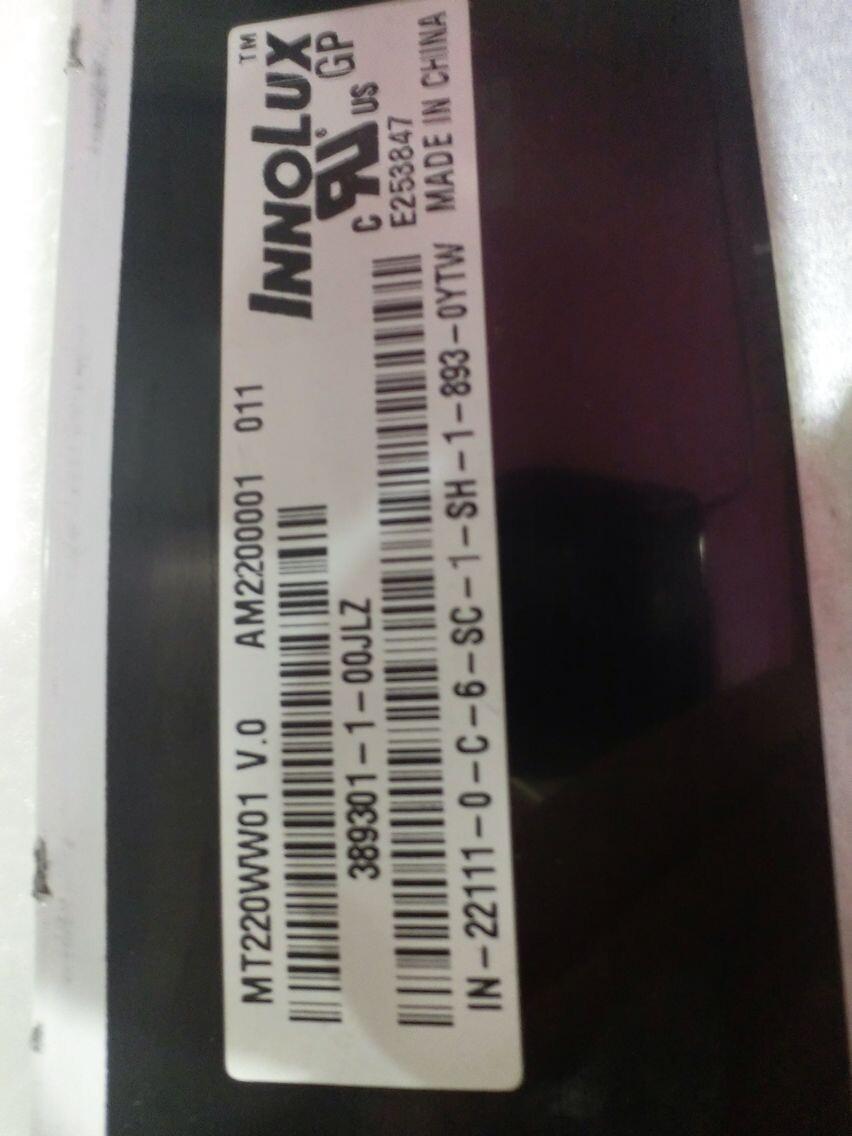 MT220WW01 V.0 AM2200001 011
INNOLUX™
389301-1-00JLZ
C UR® US GP
E253847
IN-22111-0-C-6-SC-1-SH-1-893-0YTW
MADE IN CHINA